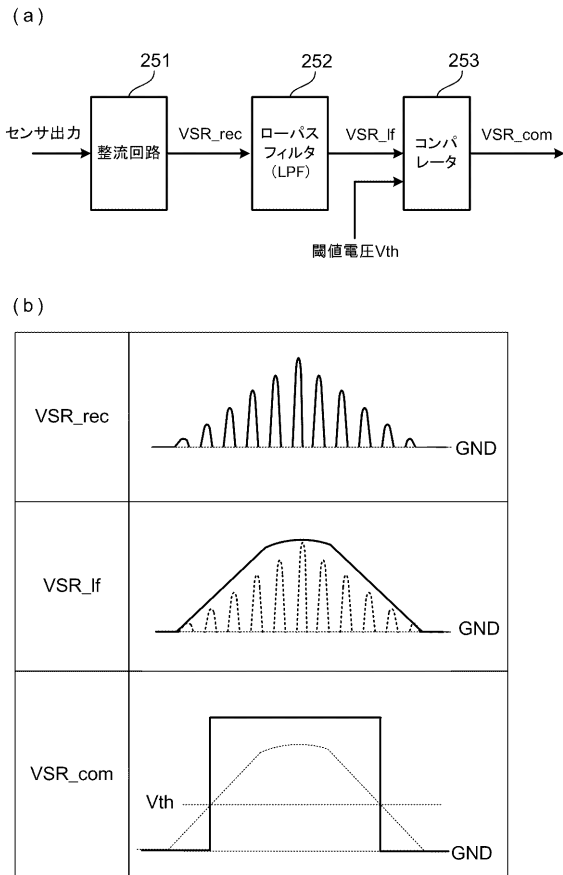 (a)
251
252
253
センサ出力
整流回路
VSR_rec
ローパス
フィルタ
(LPF)
VSR_lf
コンパ
レータ
VSR_com
閾値電圧Vth
(b)
VSR_rec
GND
VSR_lf
GND
VSR_com
Vth
GND